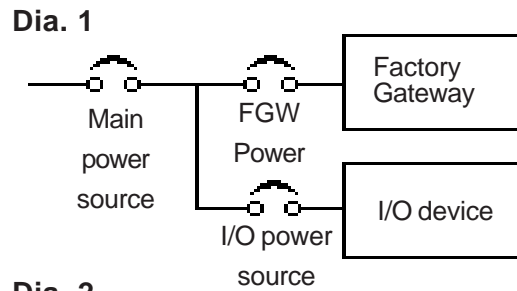 Dia. 1
Factory
Gateway
Main
power
source
FGW
Power
I/O device
I/O power
source